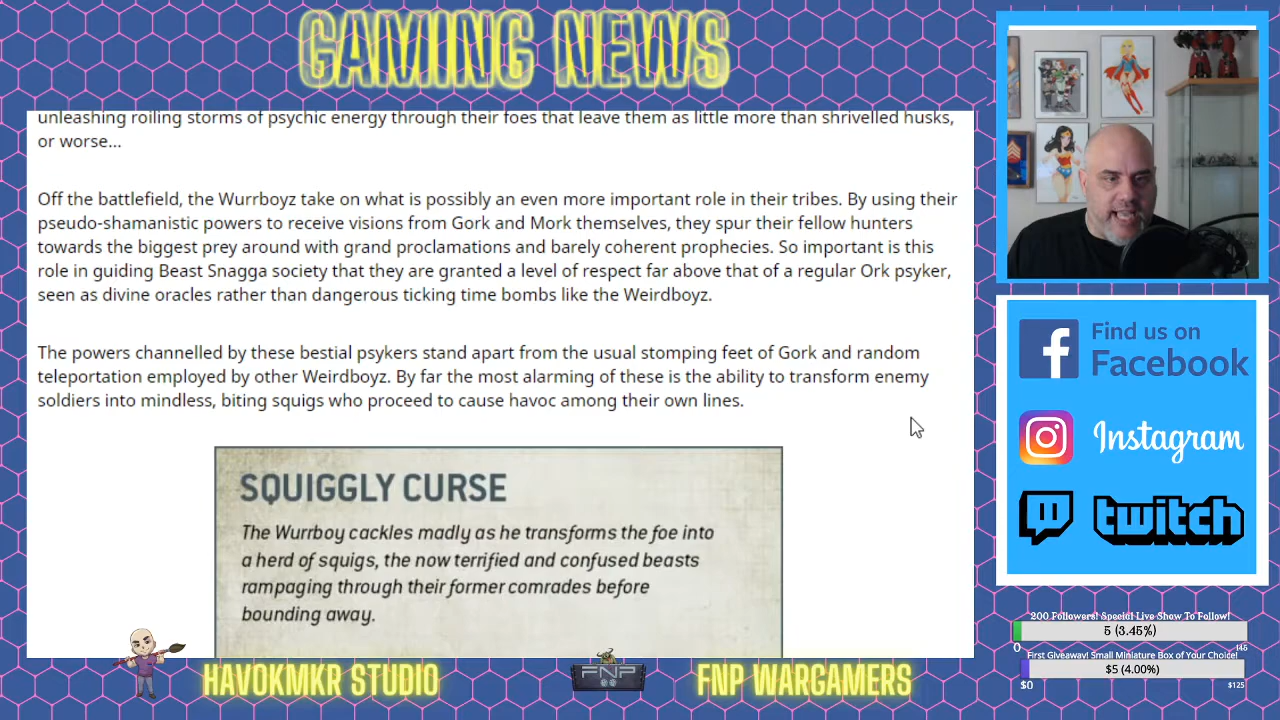 GAMING NEWS
unleashing roiling storms of psychic energy through their foes that leave them as little more than shrivelled husks,
or worse...
Off the battlefield, the Wurrboyz take on what is possibly an even more important role in their tribes. By using their
pseudo-shamanistic powers to receive visions from Gork and Mork themselves, they spur their fellow hunters
towards the biggest prey around with grand proclamations and barely coherent prophecies. So important is this
role in guiding Beast Snagga society that they are granted a level of respect far above that of a regular Ork psyker,
seen as divine oracles rather than dangerous ticking time bombs like the Weirdboyz.
The powers channelled by these bestial psykers stand apart from the usual stomping feet of Gork and random
teleportation employed by other Weirdboyz. By far the most alarming of these is the ability to transform enemy
soldiers into mindless, biting squigs who proceed to cause havoc among their own lines.
SQUIGGLY CURSE
The Wurrboy cackles madly as he transforms the foe into
a herd of squigs, the now terrified and confused beasts
rampaging through their former comrades before
bounding away.
Find us on
Facebook
Instagram
twitch
200 Followers! Special Live Show To Follow!
5 (3.45%)
0 145
First Giveaway! Small Miniature Box of Your Choice!
$5 (4.00%)
$0 $125
HAVOKMKR STUDIO
FNP
FNP WARGAMERS